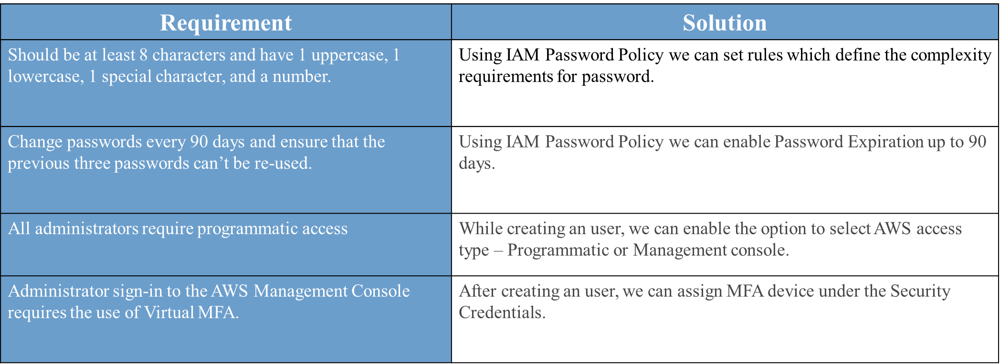 Requirement
Solution
Should be at least 8 characters and have 1 uppercase, 1
lowercase, 1 special character, and a number.
Using IAM Password Policy we can set rules which define the complexity
requirements for password.
Change passwords every 90 days and ensure that the
previous three passwords can’t be re-used.
Using IAM Password Policy we can enable Password Expiration up to 90
days.
All administrators require programmatic access
While creating an user, we can enable the option to select AWS access
type – Programmatic or Management console.
Administrator sign-in to the AWS Management Console
requires the use of Virtual MFA.
After creating an user, we can assign MFA device under the Security
Credentials.